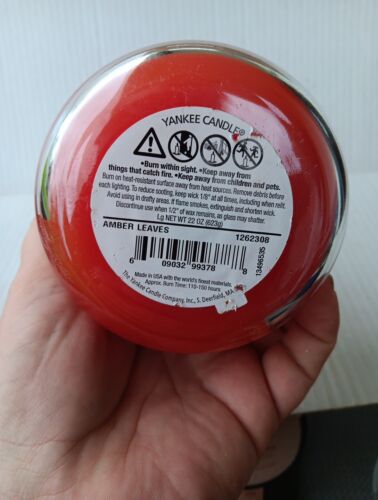 YANKEE CANDLE®
•Burn within sight. •Keep away from
things that catch fire. •Keep away from children and pets.
Burn on heat-resistant surface away from heat sources. Remove debris before
each lighting. To reduce sooting, keep wick 1/8" at all times, including when relit.
Avoid using in drafty areas. If flame smokes, extinguish and shorten wick.
Discontinue use when 1/2" of wax remains, as glass may shatter.
Lg NET WT 22 OZ (623g)
AMBER LEAVES 1262308
6 09032 99378 8
13496535
Made in USA with the world's finest materials.
Approx. Burn Time: 110-150 hours
The Yankee Candle Company, Inc., S. Deerfield, MA